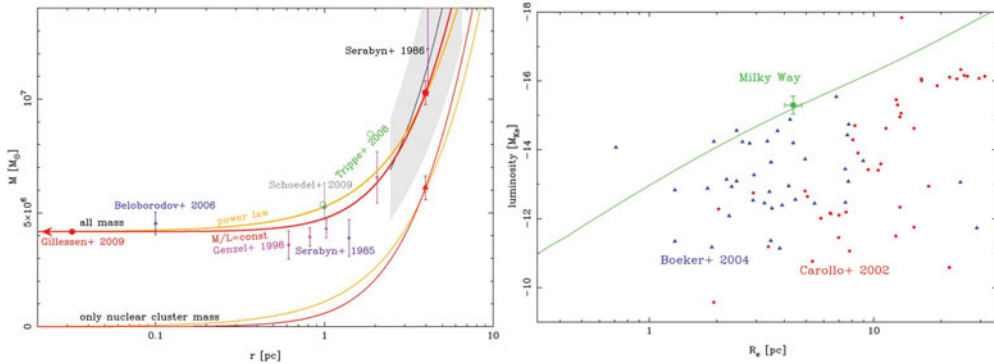 M [M⊙]
10⁷
5×10⁶
0
Serabyn+ 1986
Trippe+ 2008
Schoedel+ 2009
Beloborodov+ 2006
power law
all mass
M/L=const
Gillessen+ 2009
Genzel+ 1996
Serabyn+ 1985
only nuclear cluster mass
0.1
1
10
r [pc]
luminosity [M_Ks]
-18
-16
-14
-12
-10
Milky Way
Boeker+ 2004
Carollo+ 2002
1
10
R_e [pc]